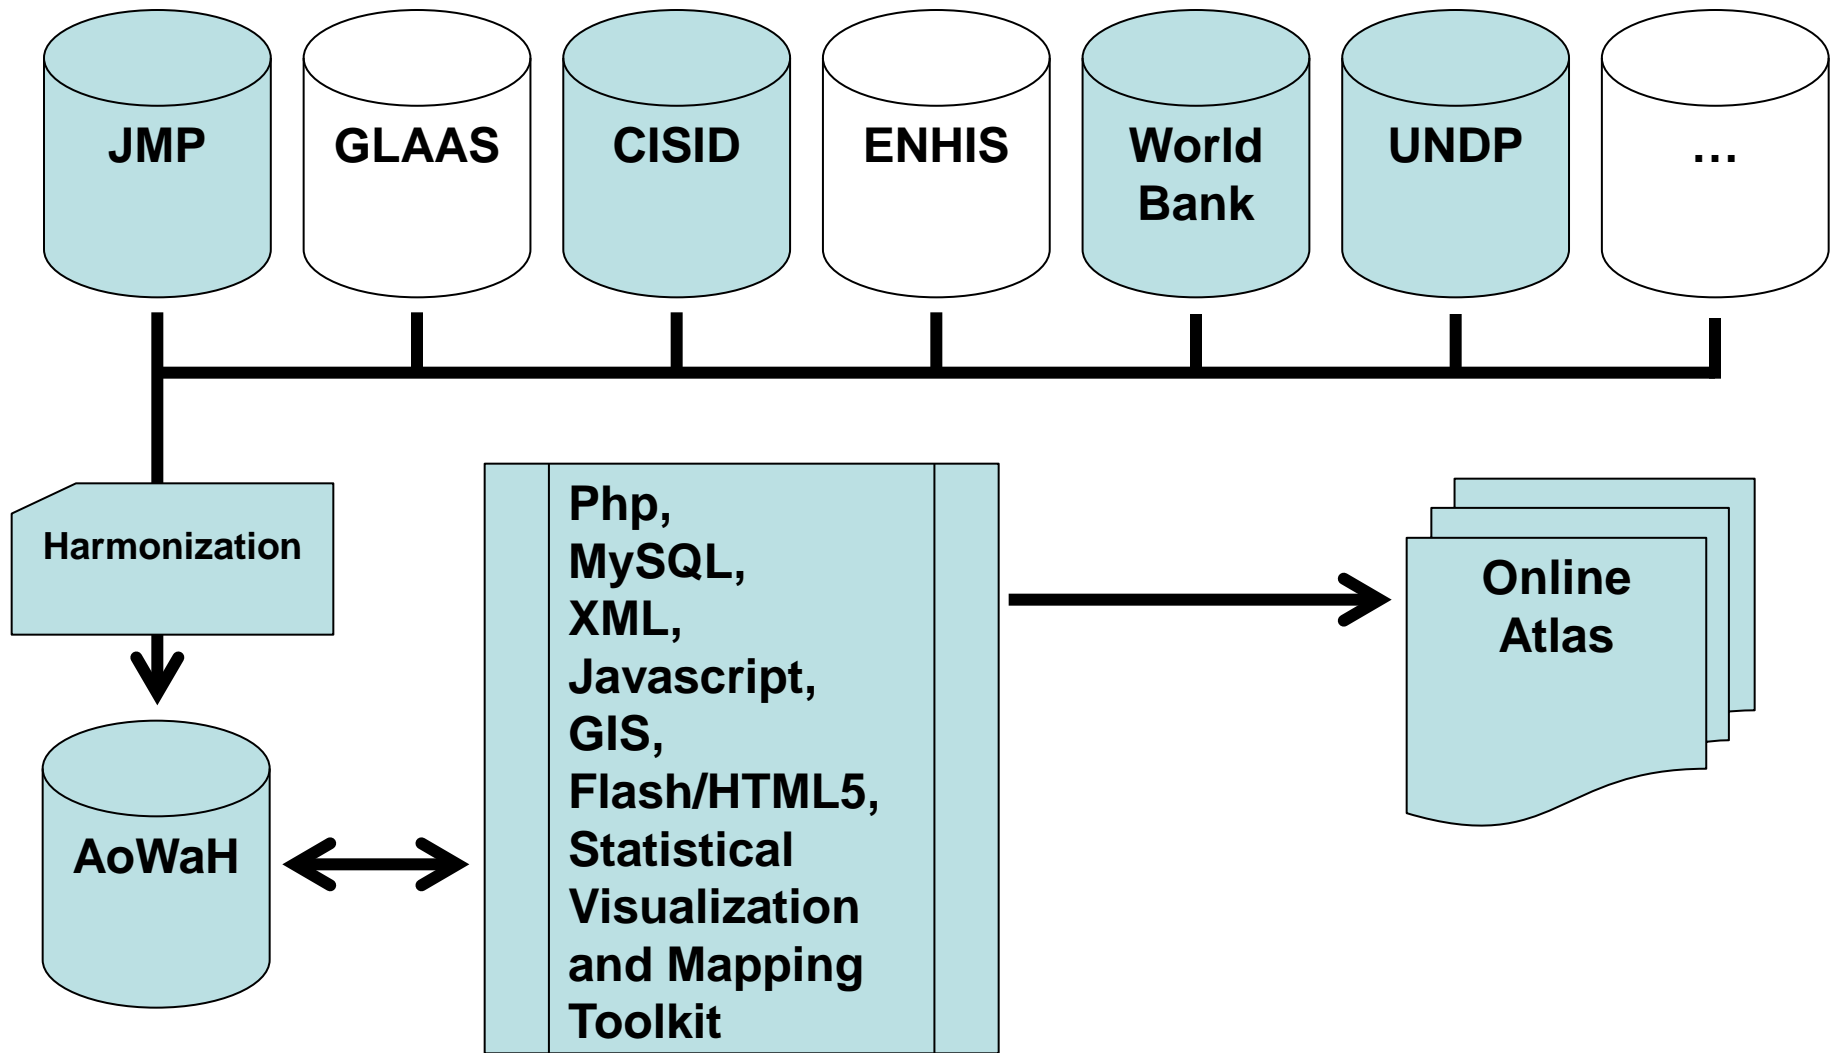 JMP
GLAAS
CISID
ENHIS
World
Bank
UNDP
...
Harmonization
AoWaH
Php,
MySQL,
XML,
Javascript,
GIS,
Flash/HTML5,
Statistical
Visualization
and Mapping
Toolkit
Online
Atlas